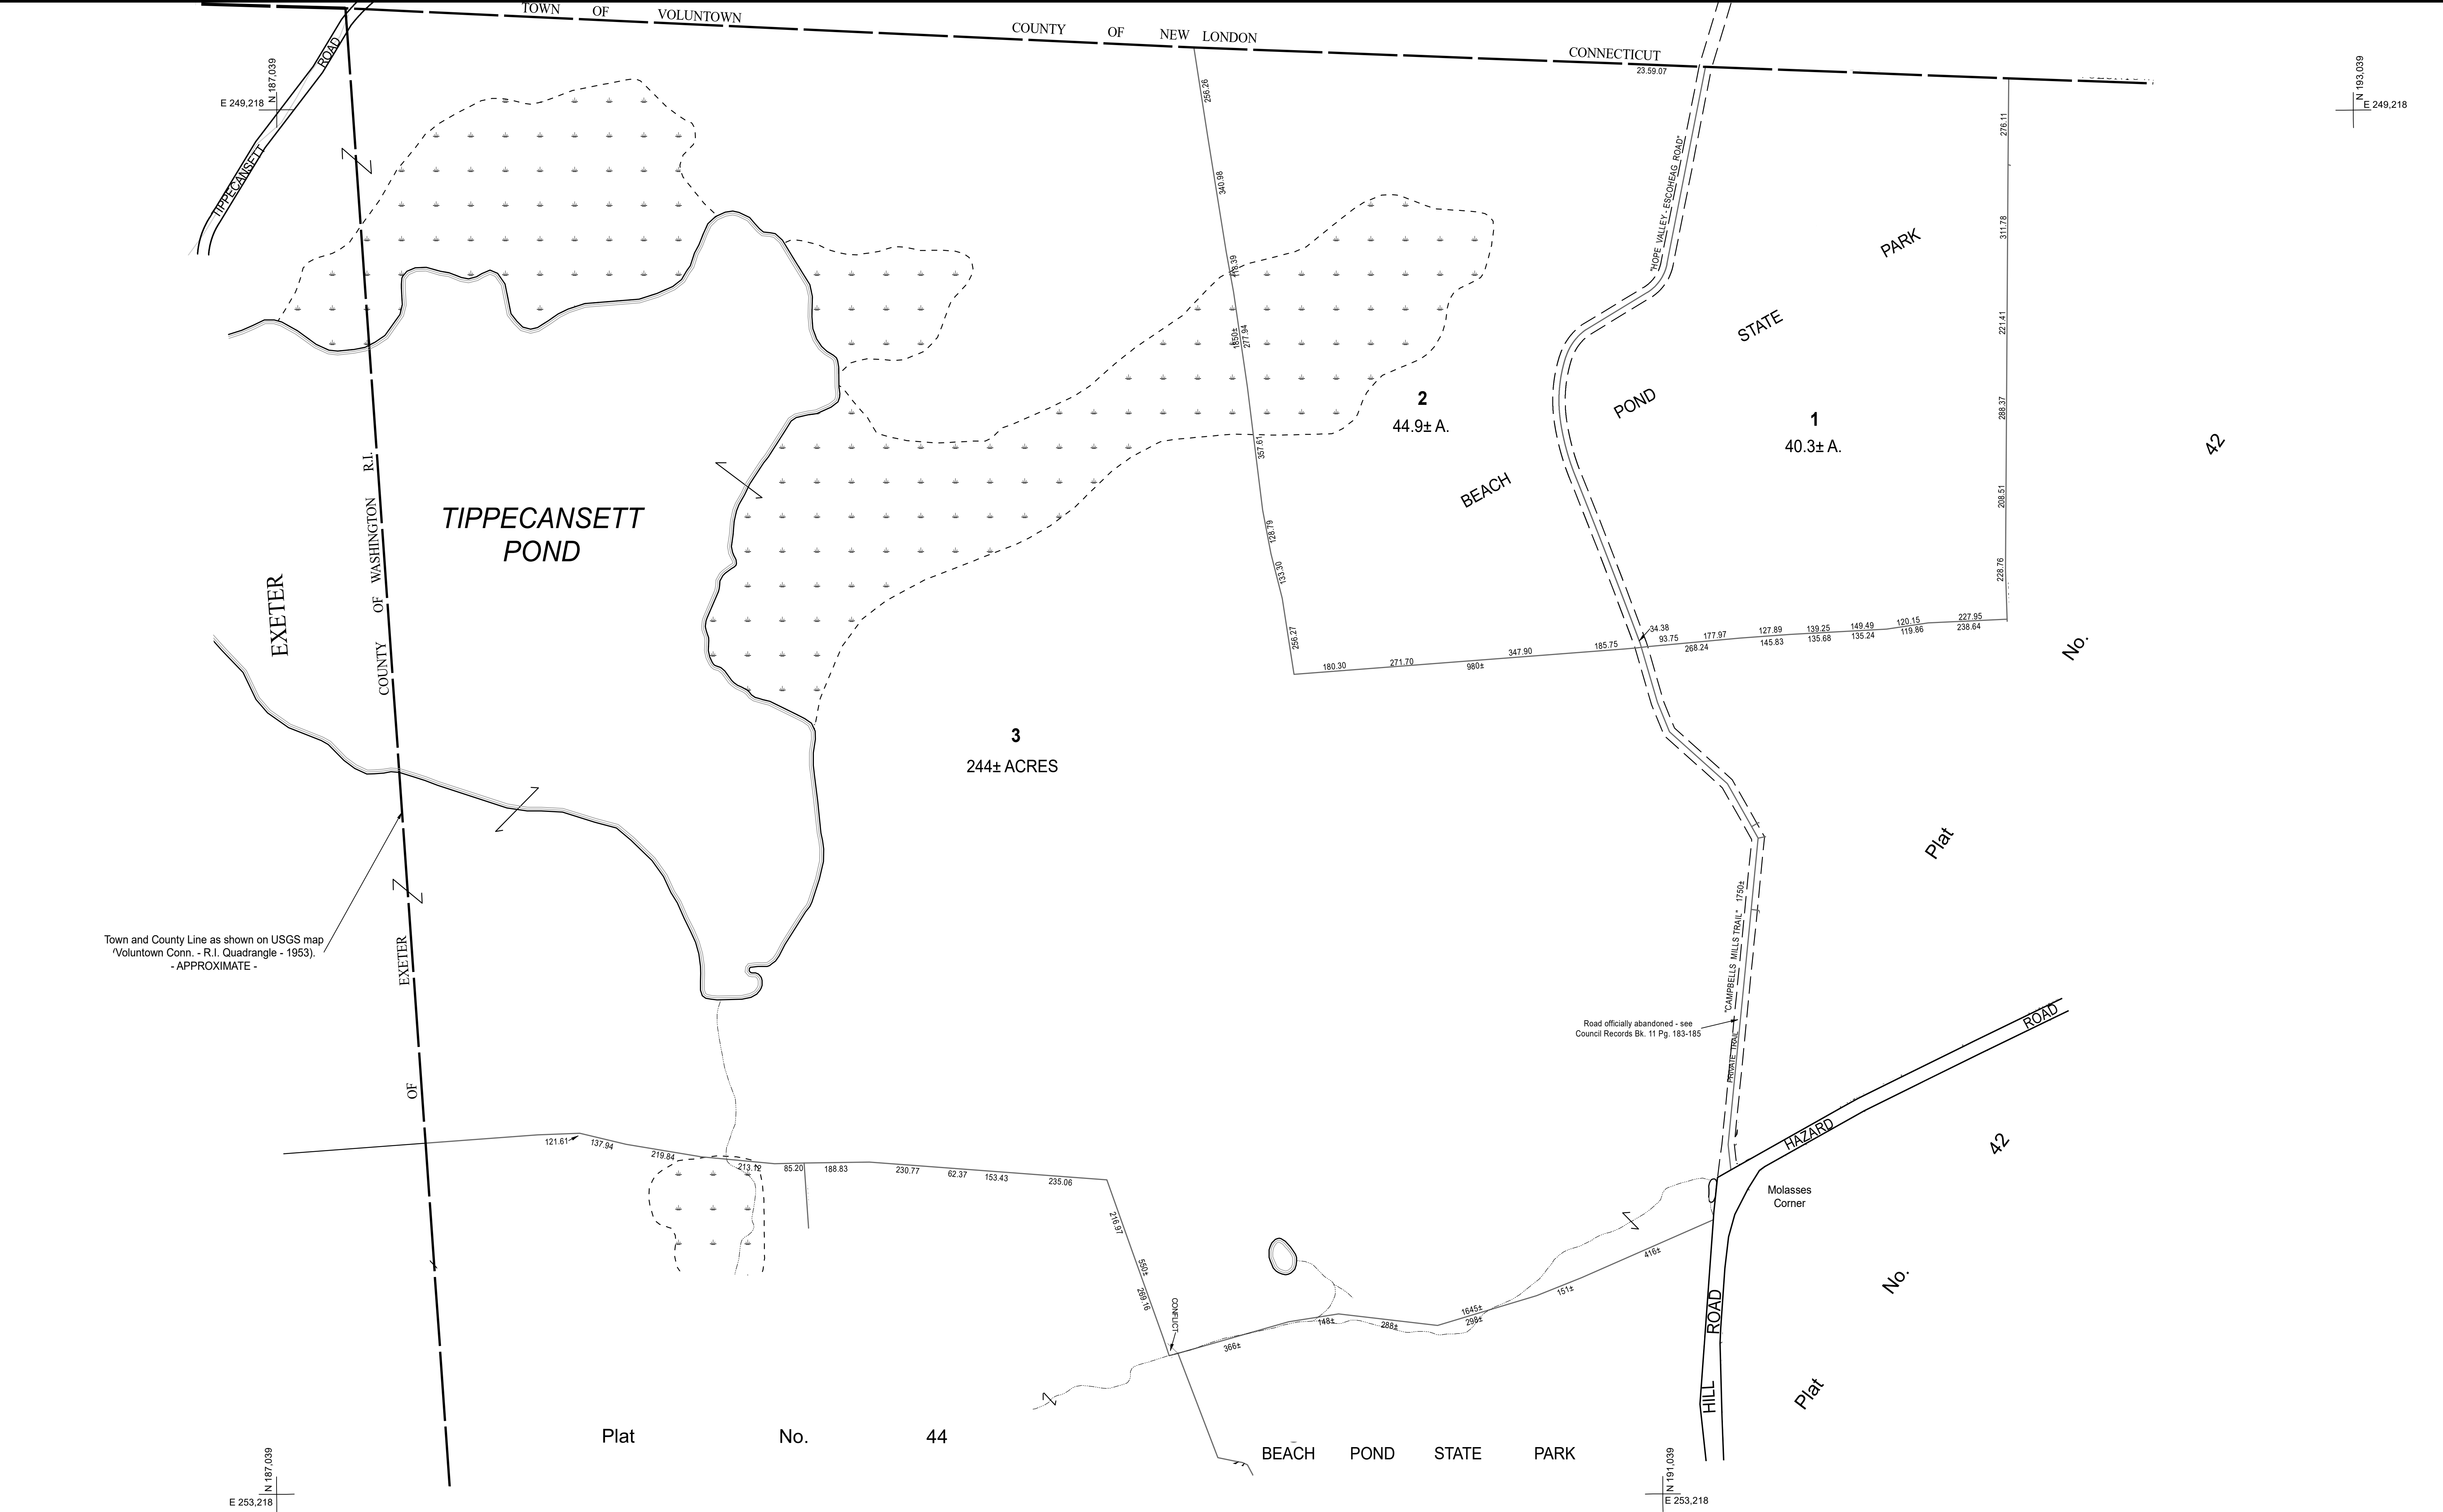 TOWN OF VOLUNTOWN COUNTY OF NEW LONDON CONNECTICUT
23.59.07
TIPPECANSETT ROAD
N 187,039
E 249,218
N 193,039
E 249,218
256.26
340.98
118.39
1850±
277.94
357.61
128.79
133.30
256.27
"HOPE VALLEY - ESCOHEAG ROAD"
276.11
311.78
221.41
288.37
208.51
228.76
BEACH POND STATE PARK
2
44.9± A.
1
40.3± A.
42
No.
Plat
TIPPECANSETT
POND
EXETER
COUNTY OF WASHINGTON R.I.
180.30
271.70
980±
347.90
185.75
34.38
93.75
268.24
177.97
127.89
145.83
139.25
135.68
149.49
135.24
120.15
119.86
227.95
238.64
3
244± ACRES
Town and County Line as shown on USGS map
(Voluntown Conn. - R.I. Quadrangle - 1953).
- APPROXIMATE -
OF EXETER
PRIVATE TRAIL "CAMPBELLS MILLS TRAIL" 1750±
Road officially abandoned - see
Council Records Bk. 11 Pg. 183-185
HAZARD ROAD
Molasses
Corner
121.61
137.94
219.84
213.12
85.20
188.83
230.77
62.37
153.43
235.06
216.97
550±
269.16
CONFLICT
366±
148±
288±
1645±
298±
151±
416±
HILL ROAD
Plat No. 42
Plat No. 44
BEACH POND STATE PARK
N 187,039
E 253,218
N 191,039
E 253,218